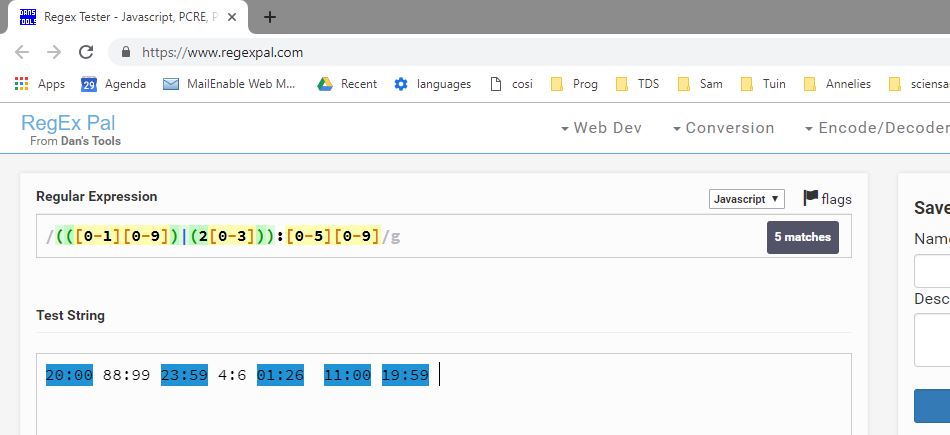 DANS TOOLS Regex Tester - Javascript, PCRE, P
https://www.regexpal.com
Apps 29 Agenda MailEnable Web M... Recent languages cosi Prog TDS Sam Tuin Annelies sciensa
RegEx Pal
From Dan's Tools
Web Dev Conversion Encode/Decoder
Regular Expression
Javascript flags
Save
/(([0-1][0-9])|(2[0-3])):[0-5][0-9]/g
5 matches
Name
Desc
Test String
20:00 88:99 23:59 4:6 01:26 11:00 19:59